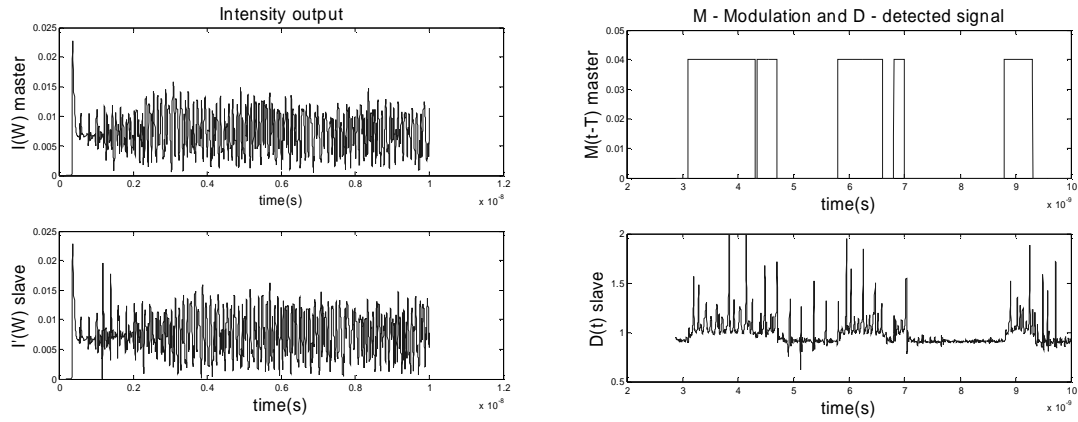 Intensity output
0.025
0.02
0.015
0.01
0.005
0
I(W) master
0 0.2 0.4 0.6 0.8 1 1.2
time(s)
x 10⁻⁸
0.025
0.02
0.015
0.01
0.005
0
I'(W) slave
0 0.2 0.4 0.6 0.8 1 1.2
time(s)
x 10⁻⁸
M - Modulation and D - detected signal
0.05
0.04
0.03
0.02
0.01
0
M(t-T) master
2 3 4 5 6 7 8 9 10
time(s)
x 10⁻⁹
2
1.5
1
0.5
D(t) slave
2 3 4 5 6 7 8 9 10
time(s)
x 10⁻⁹